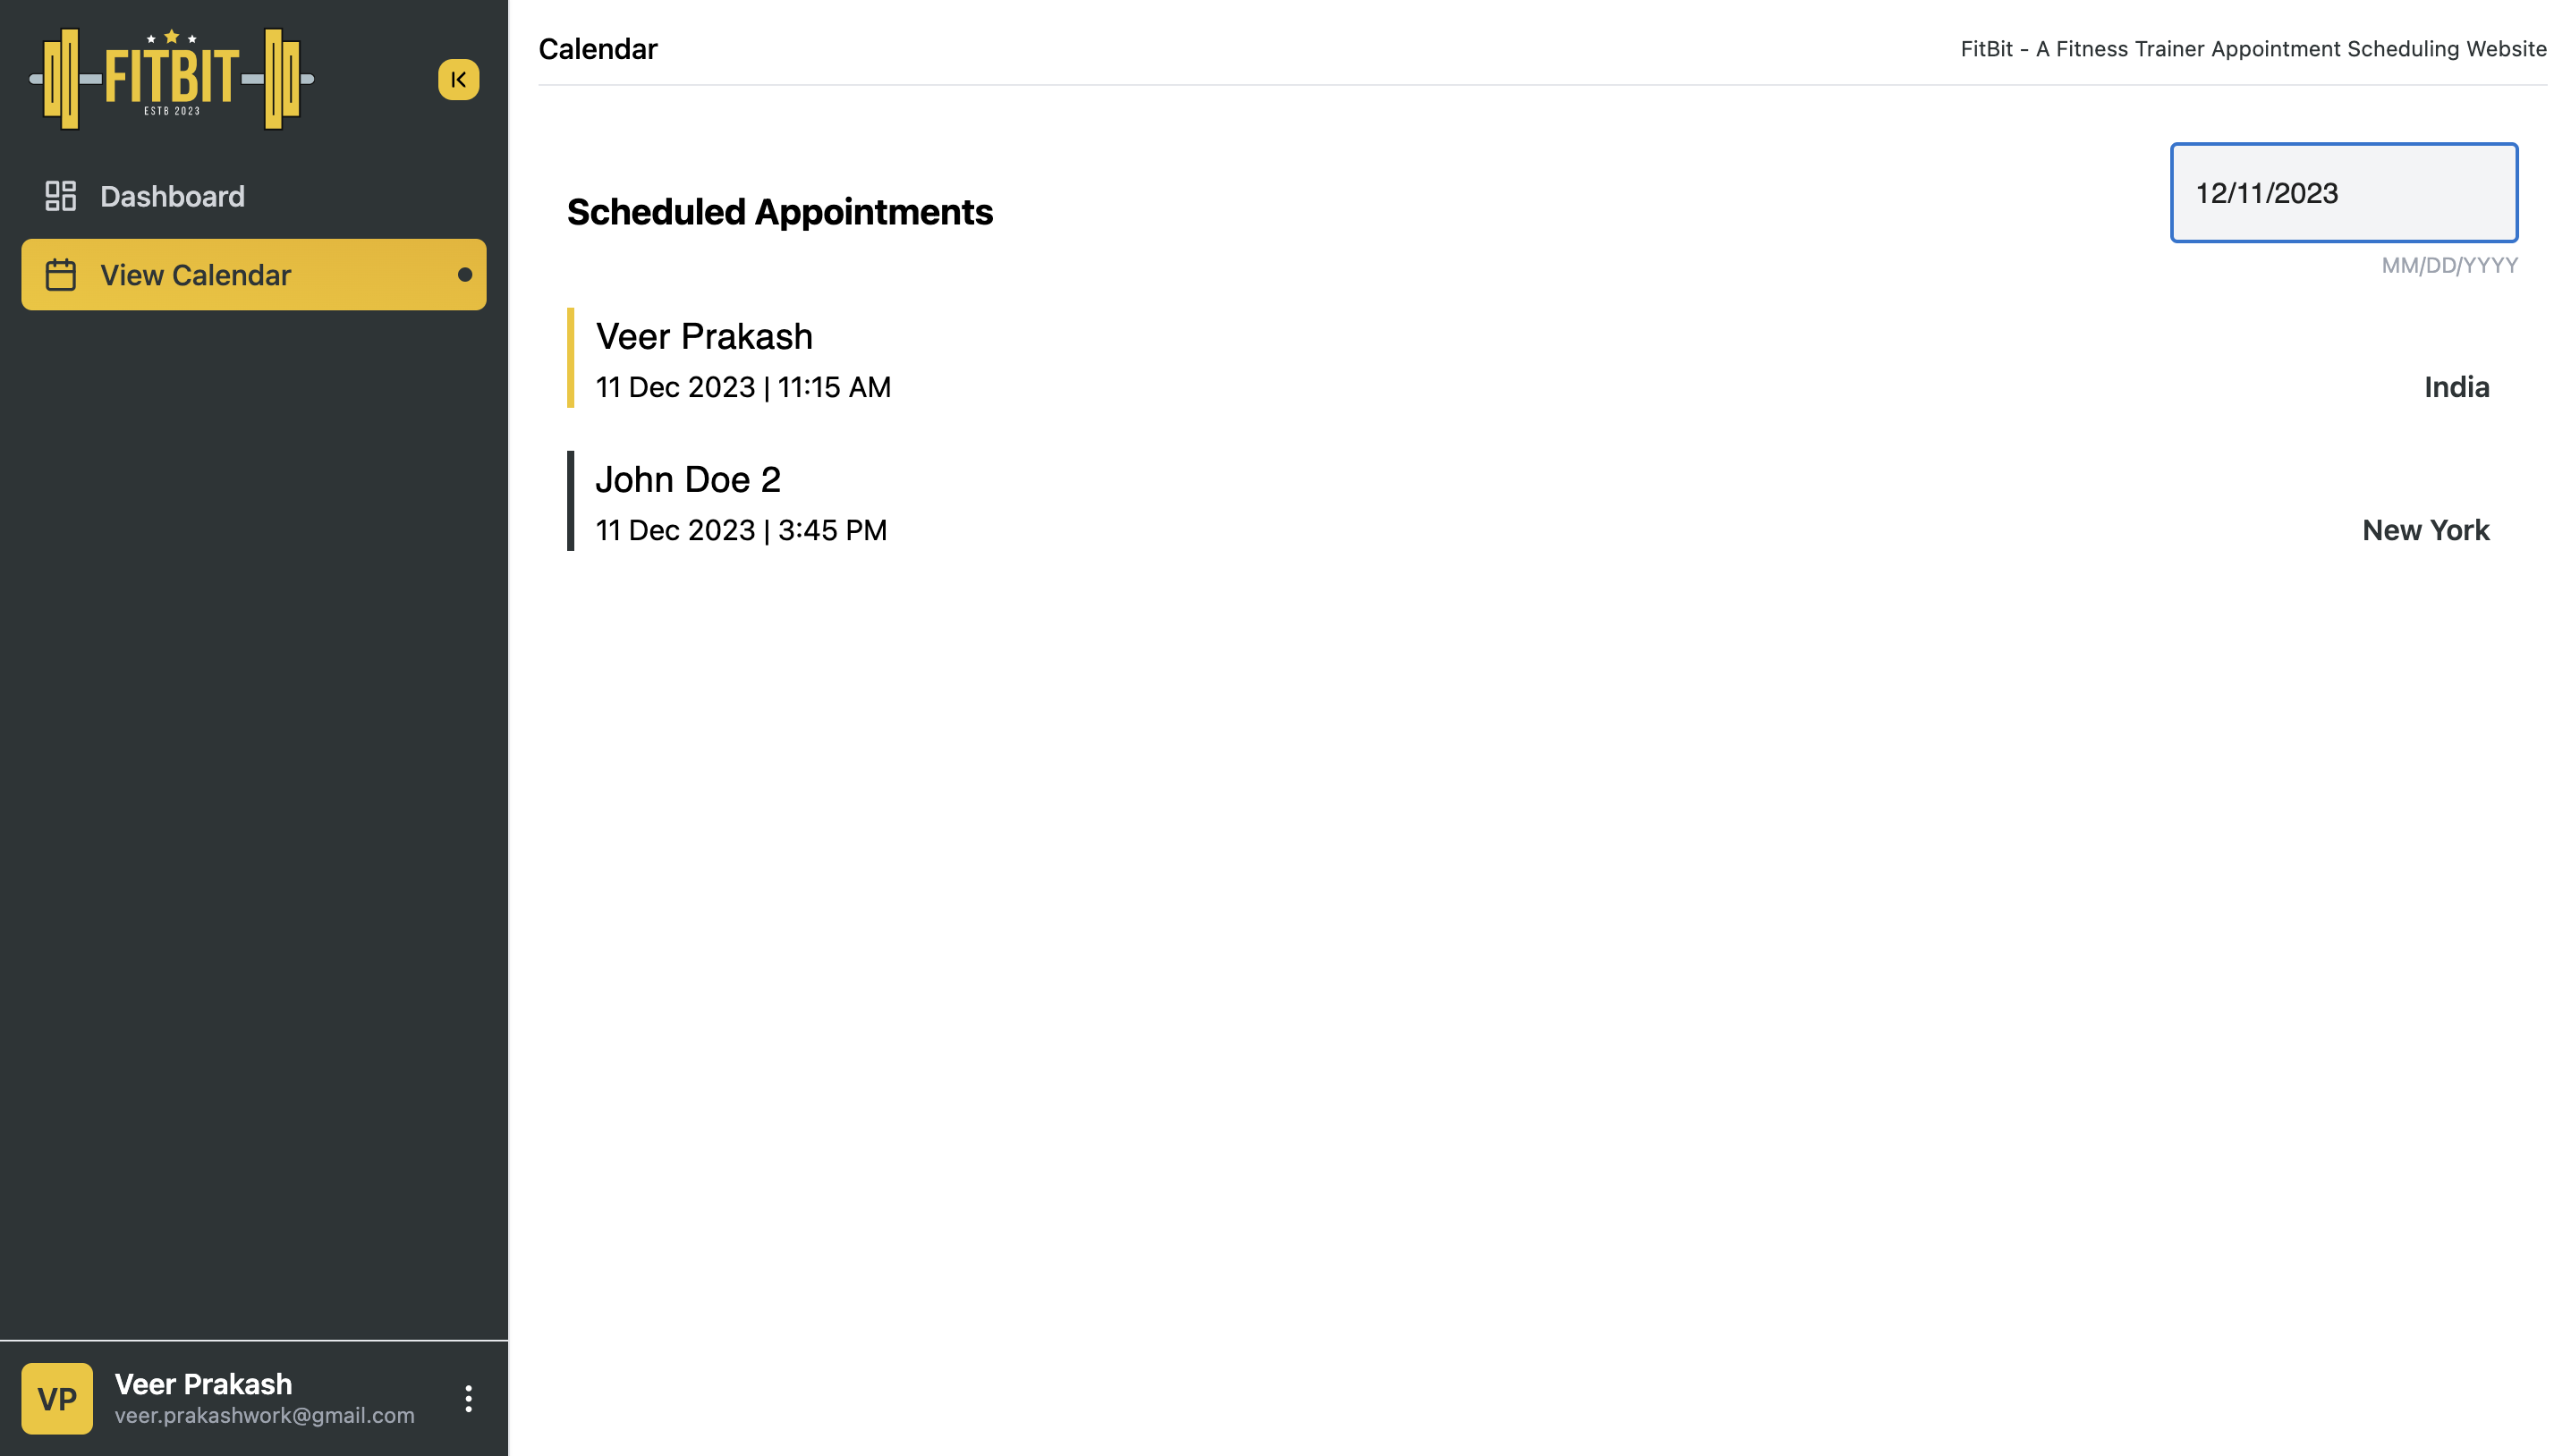 FITBIT
ESTB 2023
Dashboard
View Calendar
Calendar
FitBit - A Fitness Trainer Appointment Scheduling Website
Scheduled Appointments
12/11/2023
MM/DD/YYYY
Veer Prakash
11 Dec 2023 | 11:15 AM
India
John Doe 2
11 Dec 2023 | 3:45 PM
New York
VP
Veer Prakash
veer.prakashwork@gmail.com